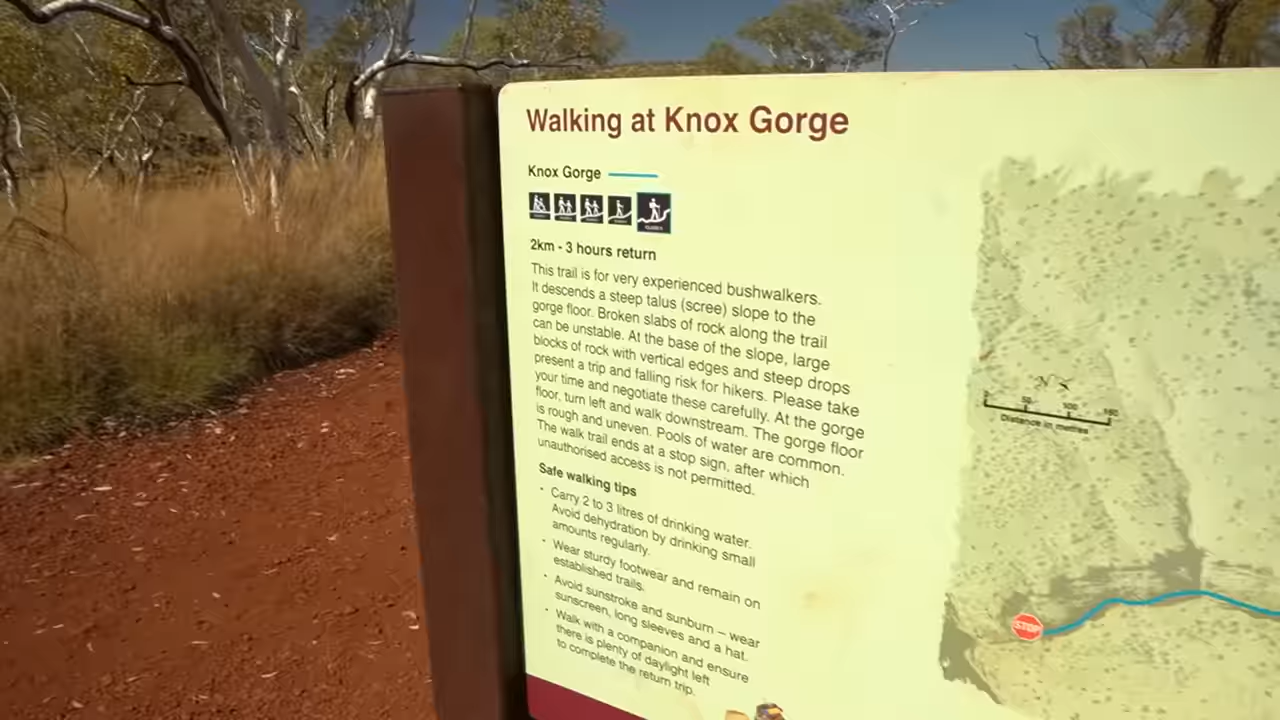 Walking at Knox Gorge
Knox Gorge
2km - 3 hours return
This trail is for very experienced bushwalkers.
It descends a steep talus (scree) slope to the
gorge floor. Broken slabs of rock along the trail
can be unstable. At the base of the slope, large
blocks of rock with vertical edges and steep drops
present a trip and falling risk for hikers. Please take
your time and negotiate these carefully. At the gorge
floor, turn left and walk downstream. The gorge floor
is rough and uneven. Pools of water are common.
The walk trail ends at a stop sign, after which
unauthorised access is not permitted.
Safe walking tips
• Carry 2 to 3 litres of drinking water.
Avoid dehydration by drinking small
amounts regularly.
• Wear sturdy footwear and remain on
established trails.
• Avoid sunstroke and sunburn – wear
sunscreen, long sleeves and a hat.
• Walk with a companion and ensure
there is plenty of daylight left
to complete the return trip.
0 50 100 150
Distance in metres
STOP